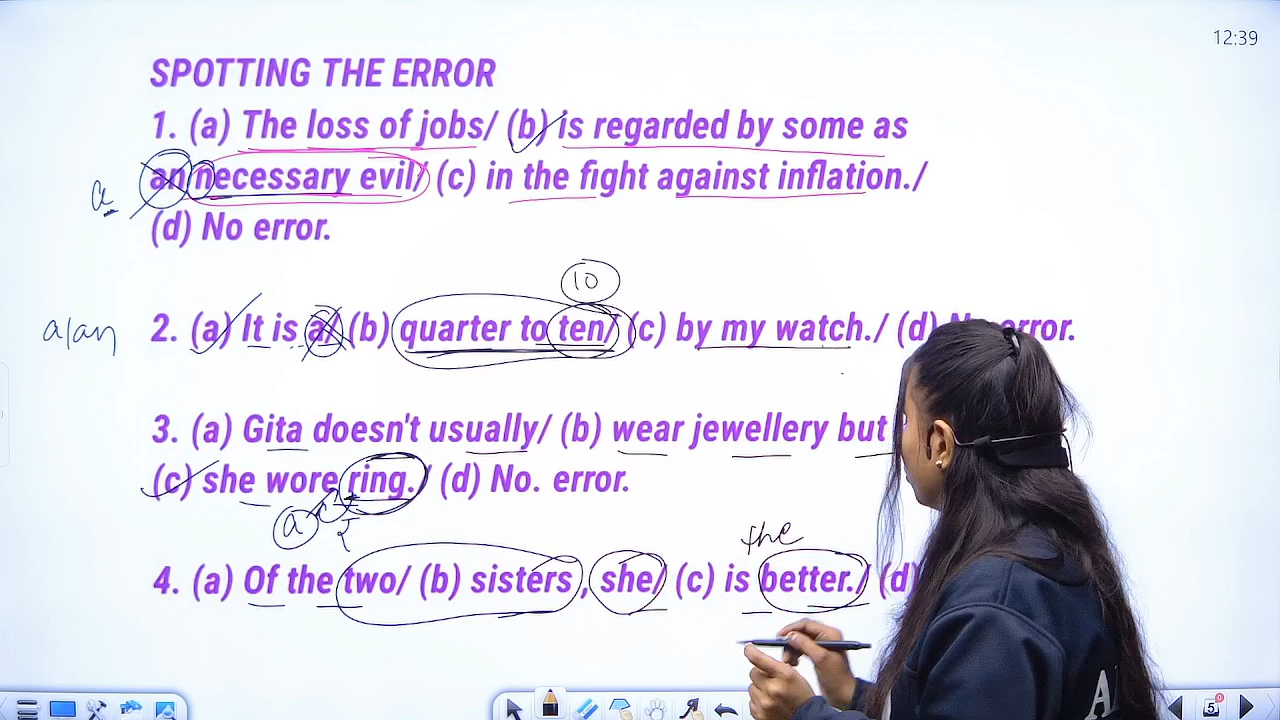 12:39
SPOTTING THE ERROR
1. (a) The loss of jobs/ (b) is regarded by some as
an necessary evil/ (c) in the fight against inflation./
a
(d) No error.
10
a/an 2. (a) It is a/ (b) quarter to ten/ (c) by my watch./ (d) No error.
3. (a) Gita doesn't usually/ (b) wear jewellery but
(c) she wore ring./ (d) No. error.
a
the
4. (a) Of the two/ (b) sisters, she/ (c) is better./ (d)
A
5